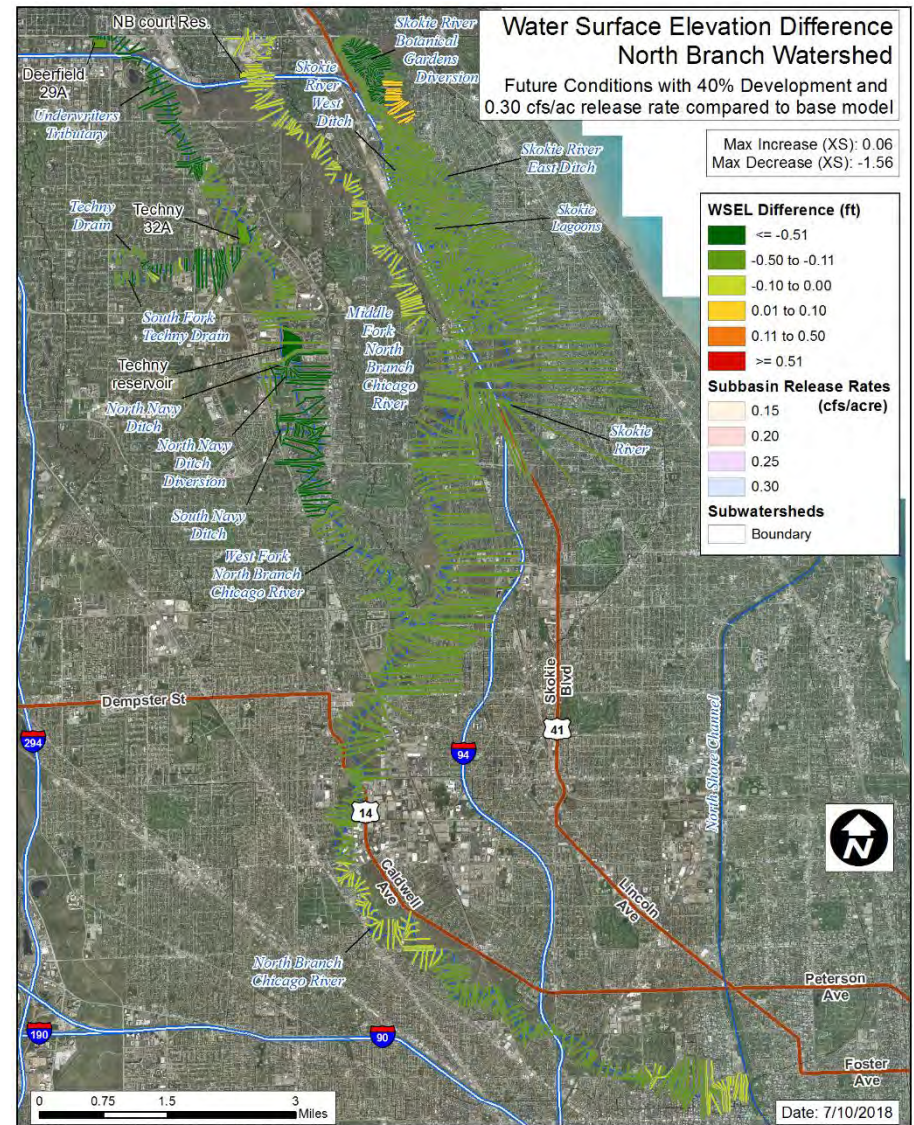 Water Surface Elevation Difference
North Branch Watershed
Future Conditions with 40% Development and
0.30 cfs/ac release rate compared to base model
Max Increase (XS): 0.06
Max Decrease (XS): -1.56
WSEL Difference (ft)
<= -0.51
-0.50 to -0.11
-0.10 to 0.00
0.01 to 0.10
0.11 to 0.50
>= 0.51
Subbasin Release Rates
(cfs/acre)
0.15
0.20
0.25
0.30
Subwatersheds
Boundary
NB court Res.
Deerfield
29A
Underwriters
Tributary
Skokie River
Botanical
Gardens
Diversion
Skokie
River
West
Ditch
Skokie River
East Ditch
Skokie
Lagoons
Techny
Drain
Techny
32A
South Fork
Techny Drain
Techny
reservoir
North Navy
Ditch
North Navy
Ditch
Diversion
South Navy
Ditch
Middle
Fork
North
Branch
Chicago
River
Skokie
River
West Fork
North Branch
Chicago River
Dempster St
294
94
Skokie
Blvd
41
North Shore Channel
14
Caldwell
Ave
Lincoln
Ave
N
North Branch
Chicago River
Peterson
Ave
190
90
Foster
Ave
0 0.75 1.5 3
Miles
Date: 7/10/2018